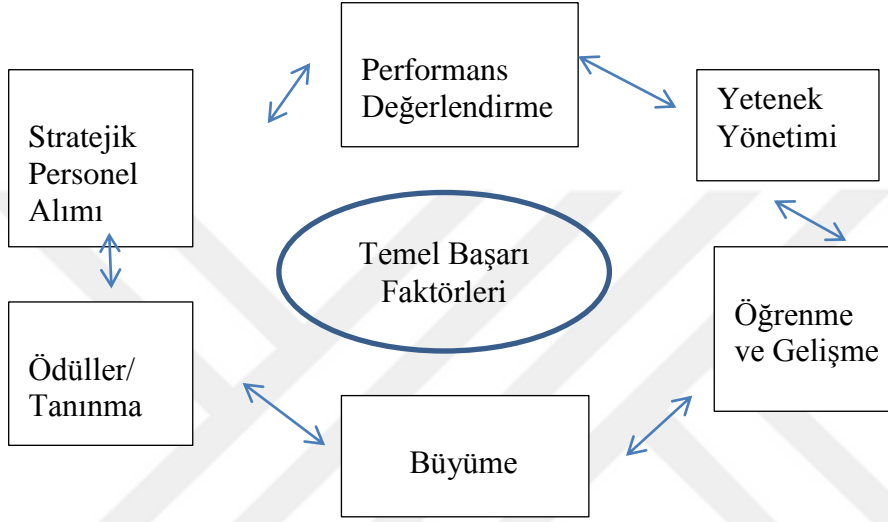 Performans
Değerlendirme
Yetenek
Yönetimi
Stratejik
Personel
Alımı
Temel Başarı
Faktörleri
Öğrenme
ve Gelişme
Ödüller/
Tanınma
Büyüme